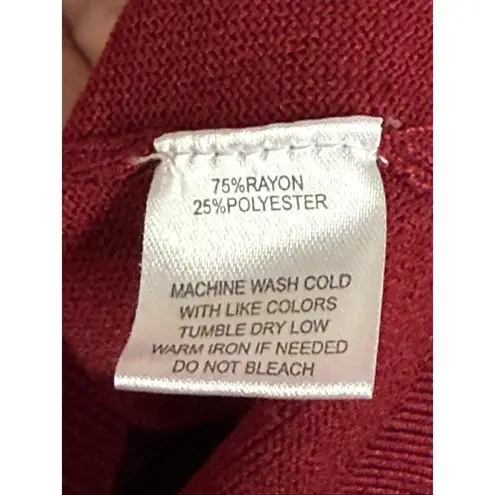 75%RAYON
25%POLYESTER
MACHINE WASH COLD
WITH LIKE COLORS
TUMBLE DRY LOW
WARM IRON IF NEEDED
DO NOT BLEACH